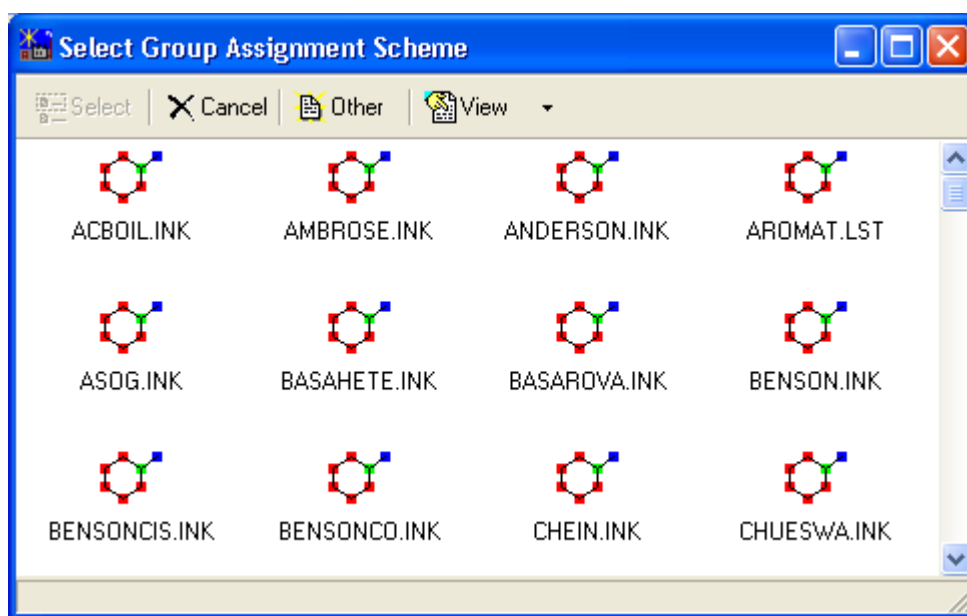 Select Group Assignment Scheme
Select Cancel Other View
ACBOIL.INK AMBROSE.INK ANDERSON.INK AROMAT.LST
ASOG.INK BASAHETE.INK BASAROVA.INK BENSON.INK
BENSONCIS.INK BENSONCO.INK CHEIN.INK CHUESWA.INK